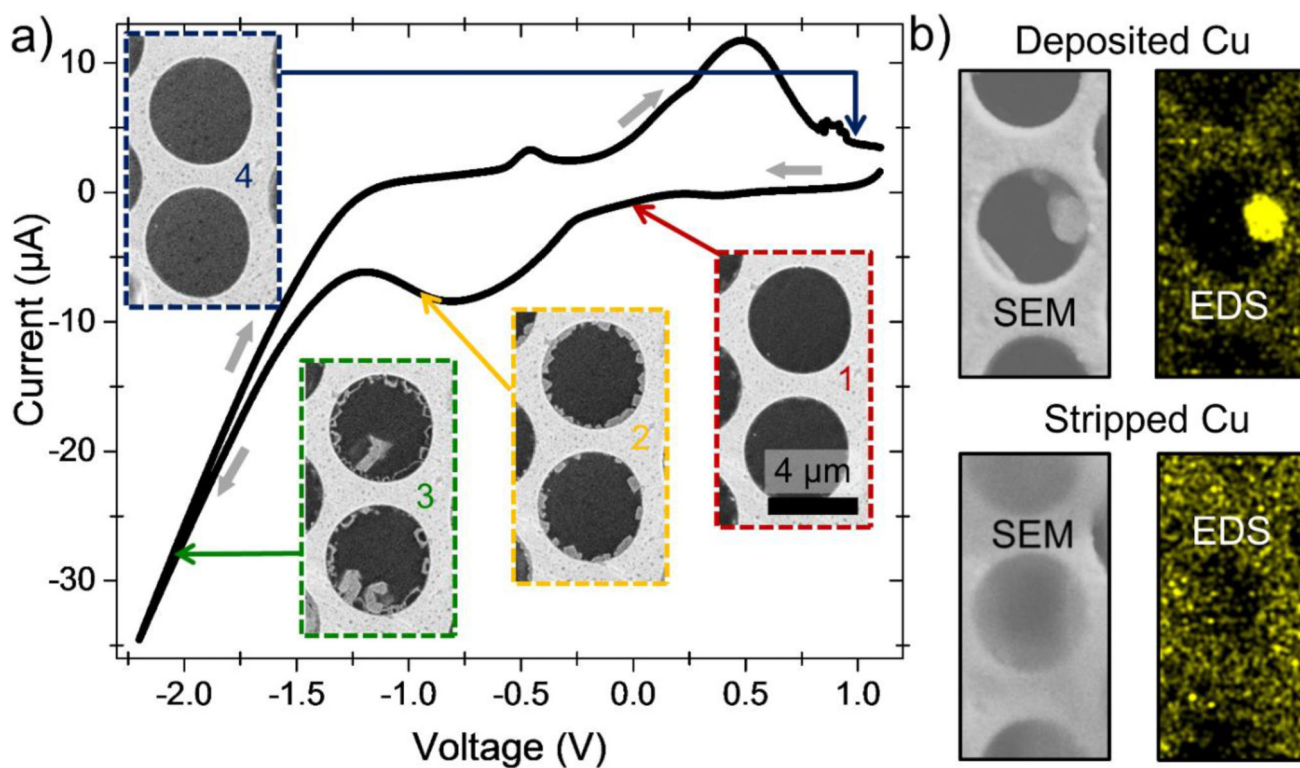 a)
10
0
-10
-20
-30
Current (µA)
-2.0 -1.5 -1.0 -0.5 0.0 0.5 1.0
Voltage (V)
4
3
2
1
4 µm
b)
Deposited Cu
SEM
EDS
Stripped Cu
SEM
EDS